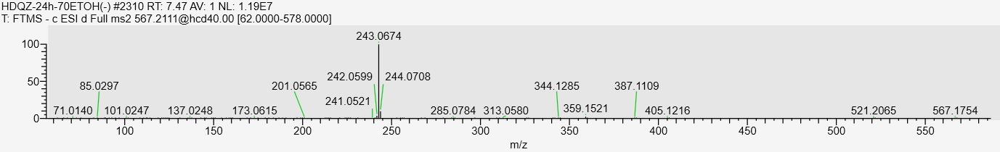 HDQZ-24h-70ETOH(-) #2310 RT: 7.47 AV: 1 NL: 1.19E7
T: FTMS - c ESI d Full ms2 567.2111@hcd40.00 [62.0000-578.0000]
243.0674
100
242.0599 244.0708
50
85.0297 201.0565 344.1285 387.1109
241.0521
71.0140 101.0247 137.0248 173.0615 285.0784 313.0580 359.1521 405.1216 521.2065 567.1754
0
100 150 200 250 300 350 400 450 500 550
m/z